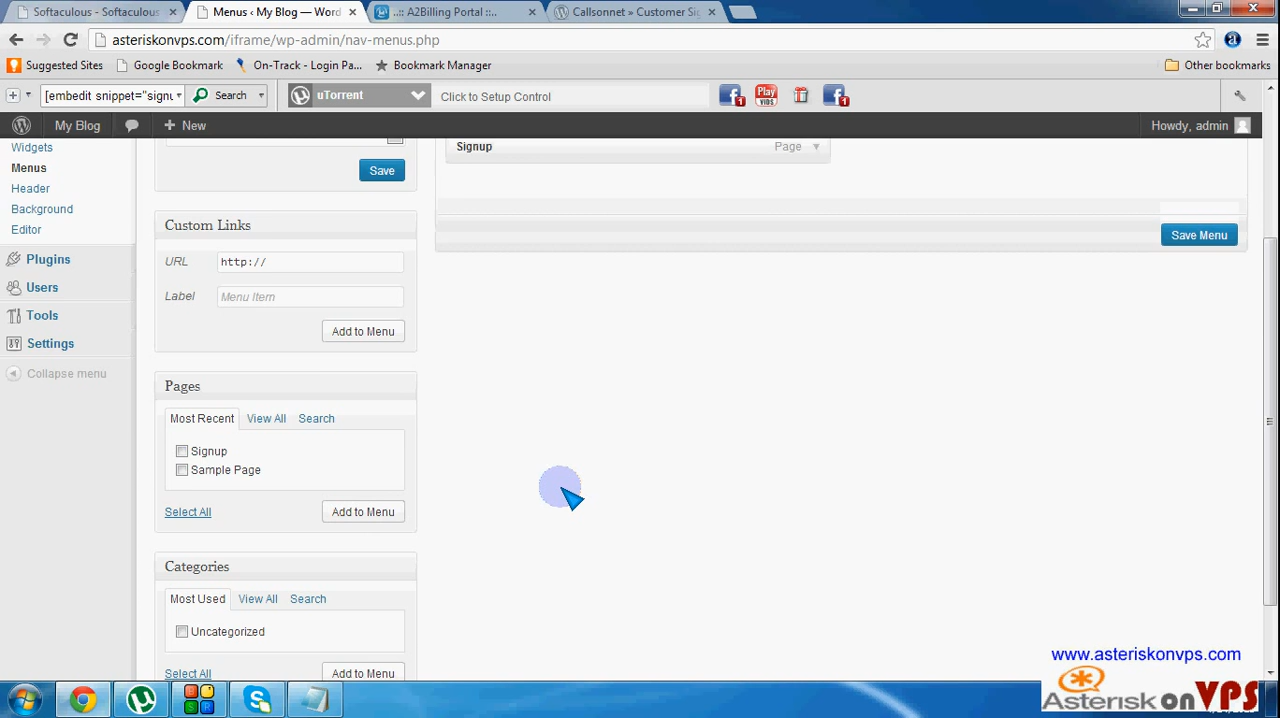 Softaculous - Softaculous
Menus ‹ My Blog — Word
..:: A2Billing Portal ::..
Callsonnet » Customer Sig
asteriskonvps.com/iframe/wp-admin/nav-menus.php
Suggested Sites
Google Bookmark
On-Track - Login Pa...
Bookmark Manager
Other bookmarks
[embedit snippet="signu
Search
uTorrent
Click to Setup Control
1
Play
VIDS
1
My Blog
New
Howdy, admin
Widgets
Menus
Header
Background
Editor
Plugins
Users
Tools
Settings
Collapse menu
Save
Custom Links
URL
http://
Label
Menu Item
Add to Menu
Pages
Most Recent
View All
Search
Signup
Sample Page
Select All
Add to Menu
Categories
Most Used
View All
Search
Uncategorized
Select All
Add to Menu
Signup
Page
Save Menu
www.asteriskonvps.com
Asterisk on VPS